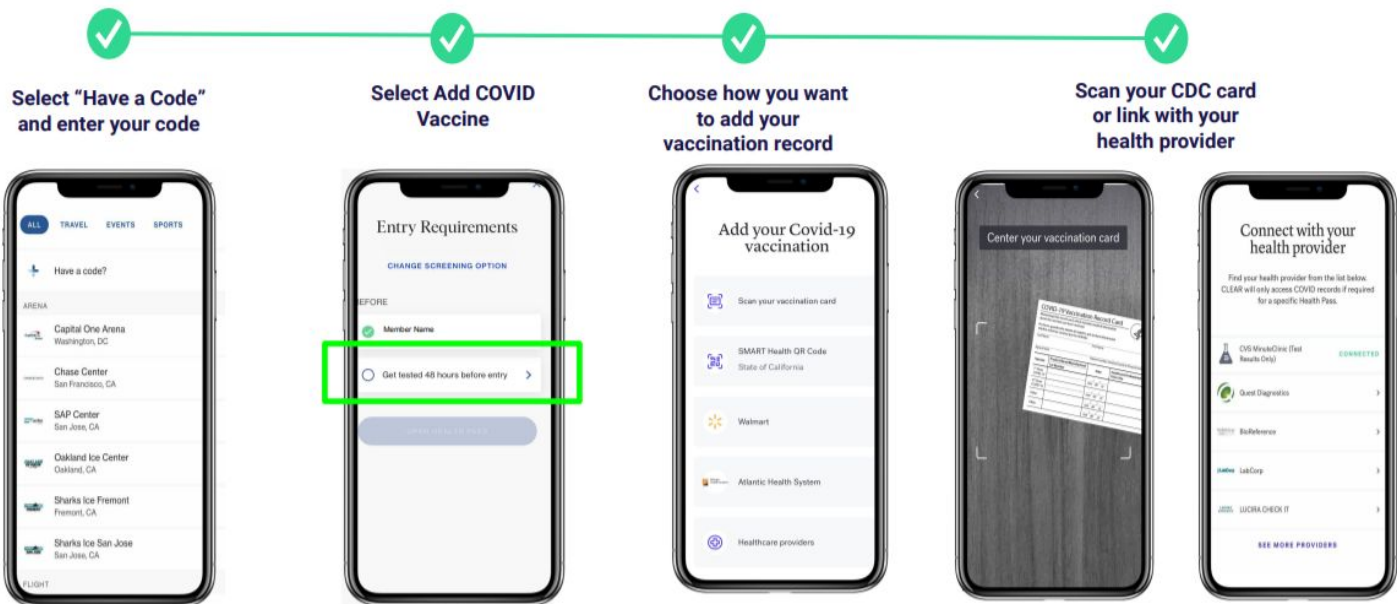 Select “Have a Code”
and enter your code
Select Add COVID
Vaccine
Choose how you want
to add your
vaccination record
Scan your CDC card
or link with your
health provider
ALL TRAVEL EVENTS SPORTS
Have a code?
ARENA
Capital One Arena
Washington, DC
Chase Center
San Francisco, CA
SAP Center
San Jose, CA
Oakland Ice Center
Oakland, CA
Sharks Ice Fremont
Fremont, CA
Sharks Ice San Jose
San Jose, CA
FLIGHT
Entry Requirements
CHANGE SCREENING OPTION
EFORE
Member Name
Get tested 48 hours before entry
OPEN HEALTH PASS
Add your Covid-19
vaccination
Scan your vaccination card
SMART Health QR Code
State of California
Walmart
Atlantic Health System
Healthcare providers
Center your vaccination card
COVID-19 Vaccination Record Card
Connect with your
health provider
Find your health provider from the list below.
CLEAR will only access COVID records if required
for a specific Health Pass.
CVS MinuteClinic (Test
Results Only)
CONNECTED
Quest Diagnostics
BioReference
LabCorp
LUCIRA CHECK IT
SEE MORE PROVIDERS